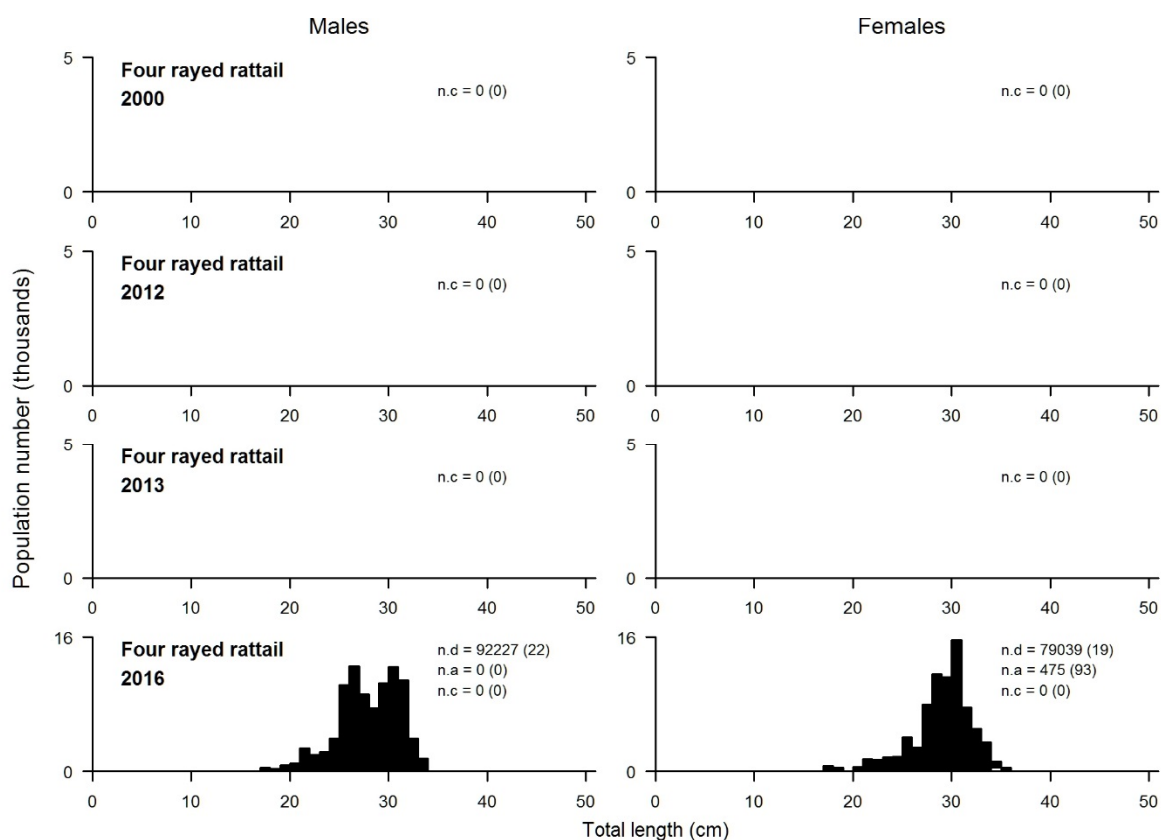 Males Females
Population number (thousands)
Four rayed rattail
2000
n.c = 0 (0)
5
0
0 10 20 30 40 50
n.c = 0 (0)
5
0
0 10 20 30 40 50
Four rayed rattail
2012
n.c = 0 (0)
5
0
0 10 20 30 40 50
n.c = 0 (0)
5
0
0 10 20 30 40 50
Four rayed rattail
2013
n.c = 0 (0)
5
0
0 10 20 30 40 50
n.c = 0 (0)
5
0
0 10 20 30 40 50
Four rayed rattail
2016
n.d = 92227 (22)
n.a = 0 (0)
n.c = 0 (0)
16
0
0 10 20 30 40 50
n.d = 79039 (19)
n.a = 475 (93)
n.c = 0 (0)
16
0
0 10 20 30 40 50
Total length (cm)